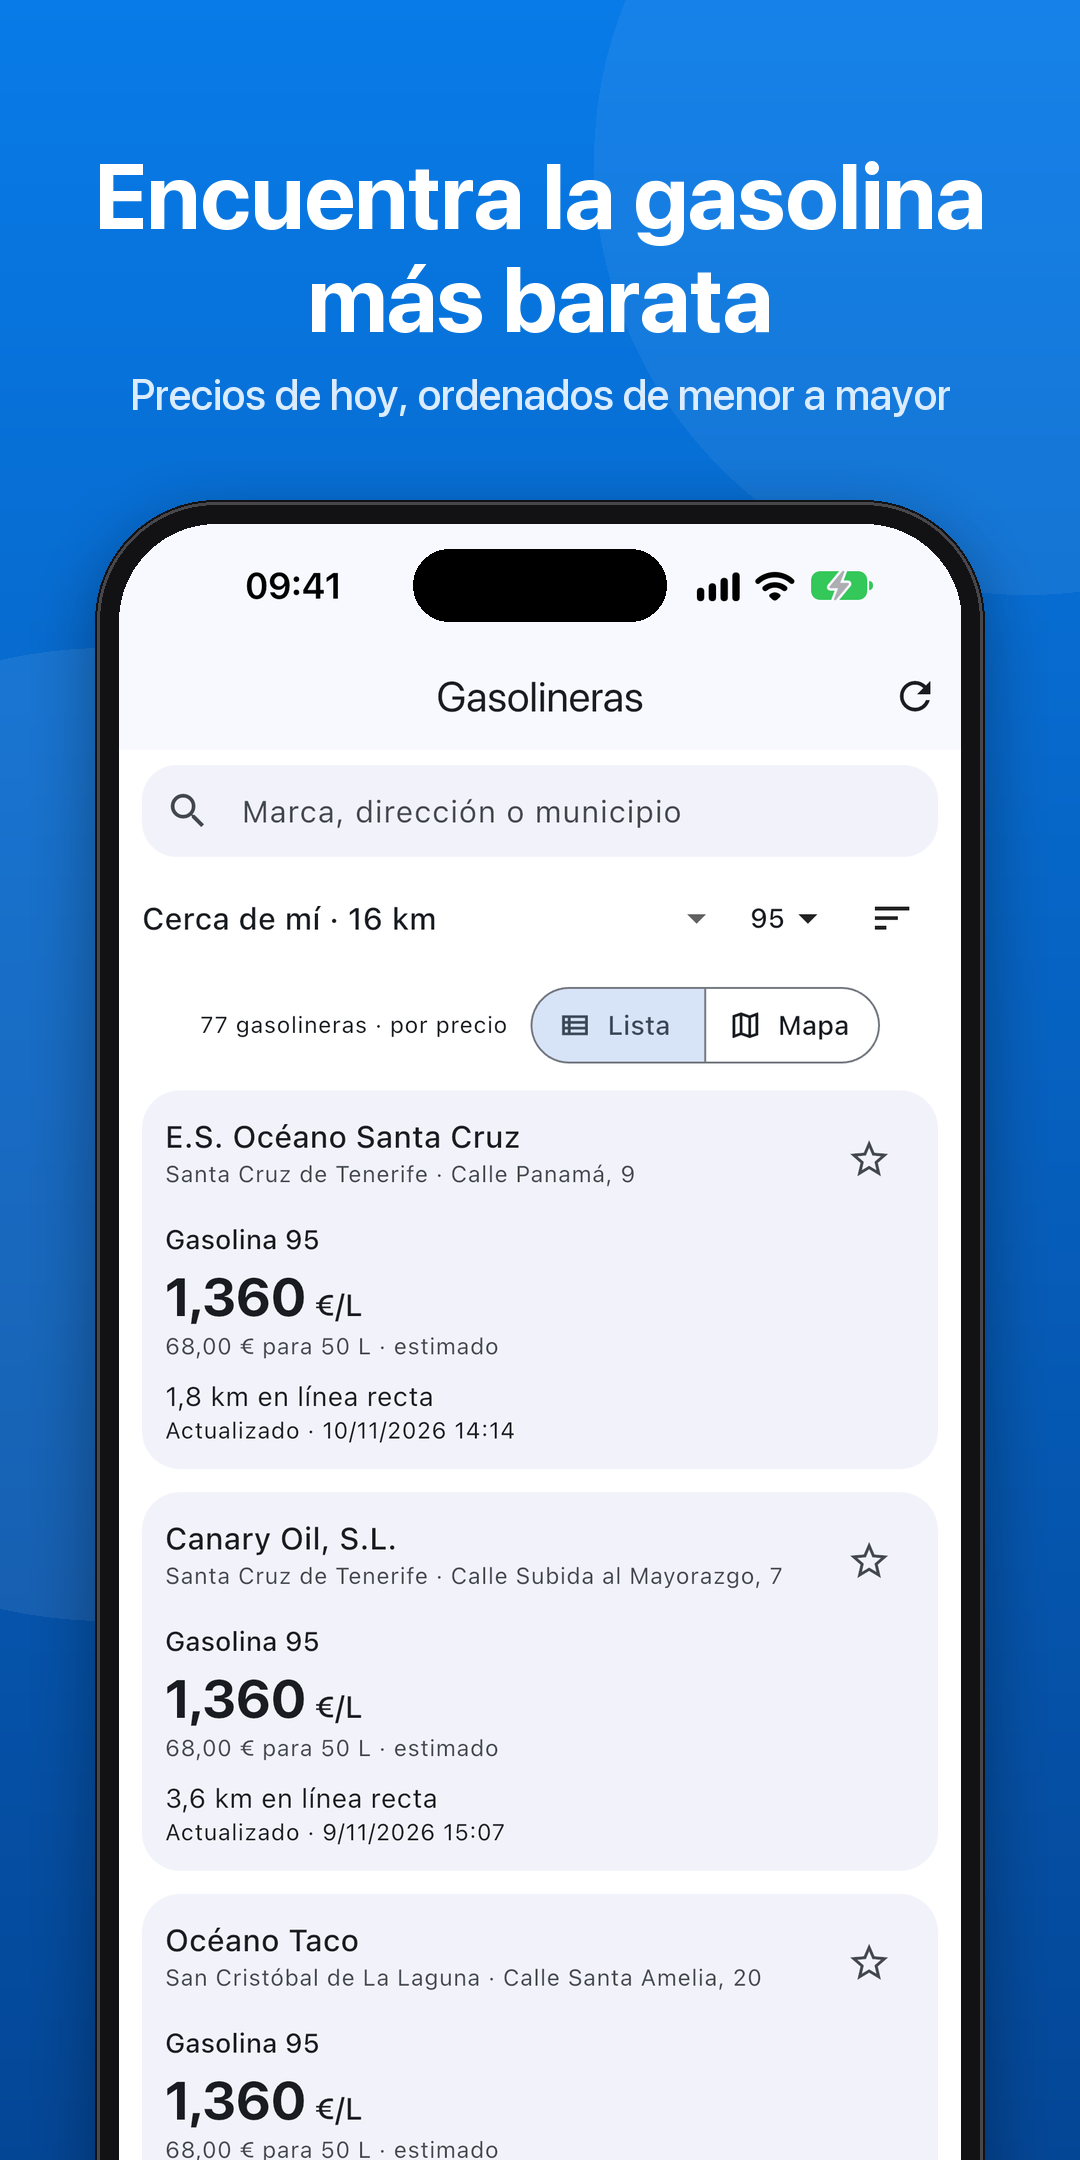 Encuentra la gasolina
más barata
Precios de hoy, ordenados de menor a mayor
09:41
Gasolineras
Marca, dirección o municipio
Cerca de mí · 16 km
95
77 gasolineras · por precio
Lista
Mapa
E.S. Océano Santa Cruz
Santa Cruz de Tenerife · Calle Panamá, 9
Gasolina 95
1,360 €/L
68,00 € para 50 L · estimado
1,8 km en línea recta
Actualizado · 10/11/2026 14:14
Canary Oil, S.L.
Santa Cruz de Tenerife · Calle Subida al Mayorazgo, 7
Gasolina 95
1,360 €/L
68,00 € para 50 L · estimado
3,6 km en línea recta
Actualizado · 9/11/2026 15:07
Océano Taco
San Cristóbal de La Laguna · Calle Santa Amelia, 20
Gasolina 95
1,360 €/L
68,00 € para 50 L · estimado